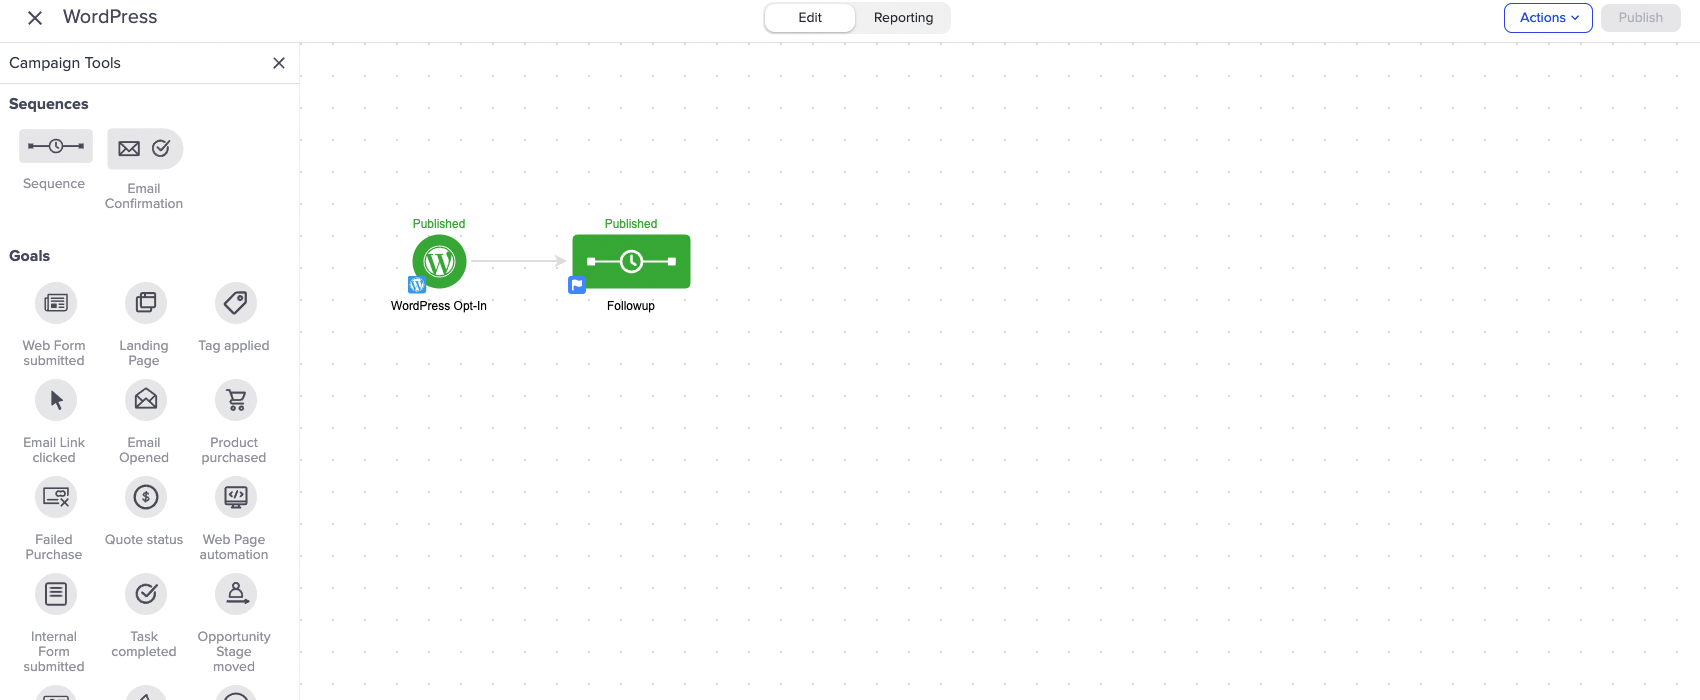 WordPress
Edit
Reporting
Actions
Publish
Campaign Tools
Sequences
Sequence
Email
Confirmation
Goals
Web Form
submitted
Landing
Page
Tag applied
Email Link
clicked
Email
Opened
Product
purchased
Failed
Purchase
Quote status
Web Page
automation
Internal
Form
submitted
Task
completed
Opportunity
Stage
moved
Published
WordPress Opt-In
Published
Followup